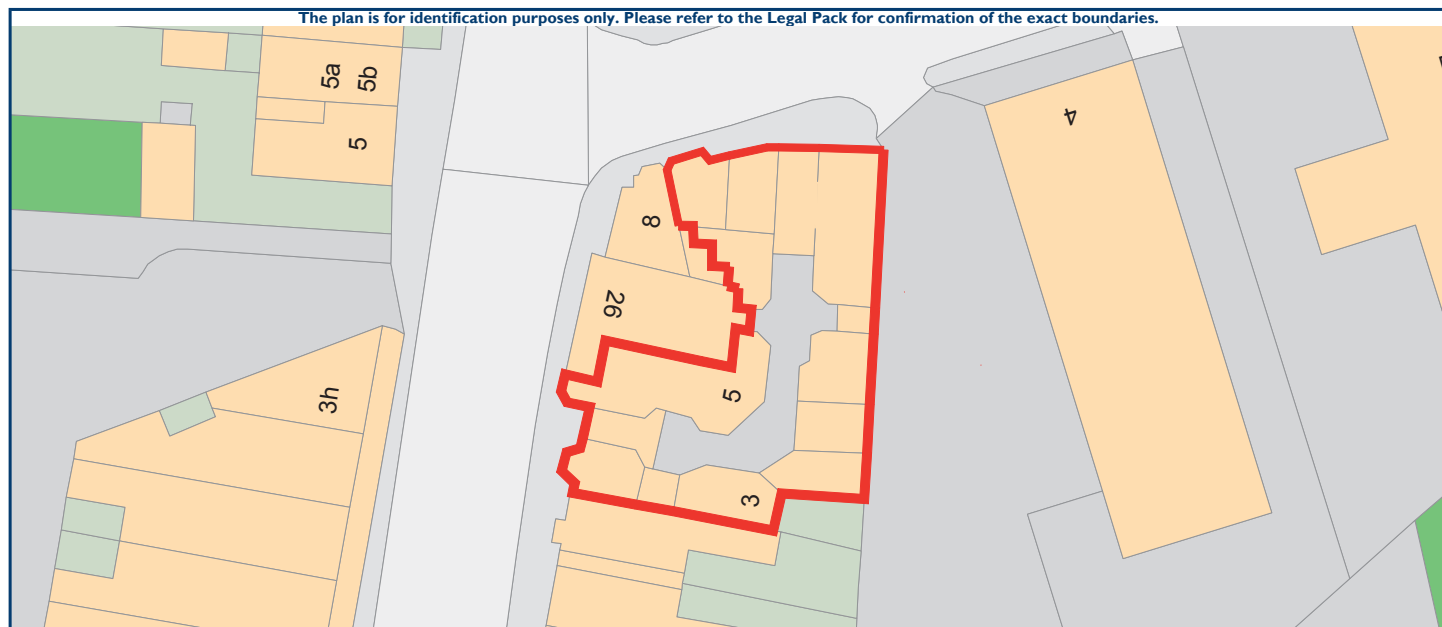 The plan is for identification purposes only. Please refer to the Legal Pack for confirmation of the exact boundaries.
5a
5b
5
4
8
26
3h
5
3